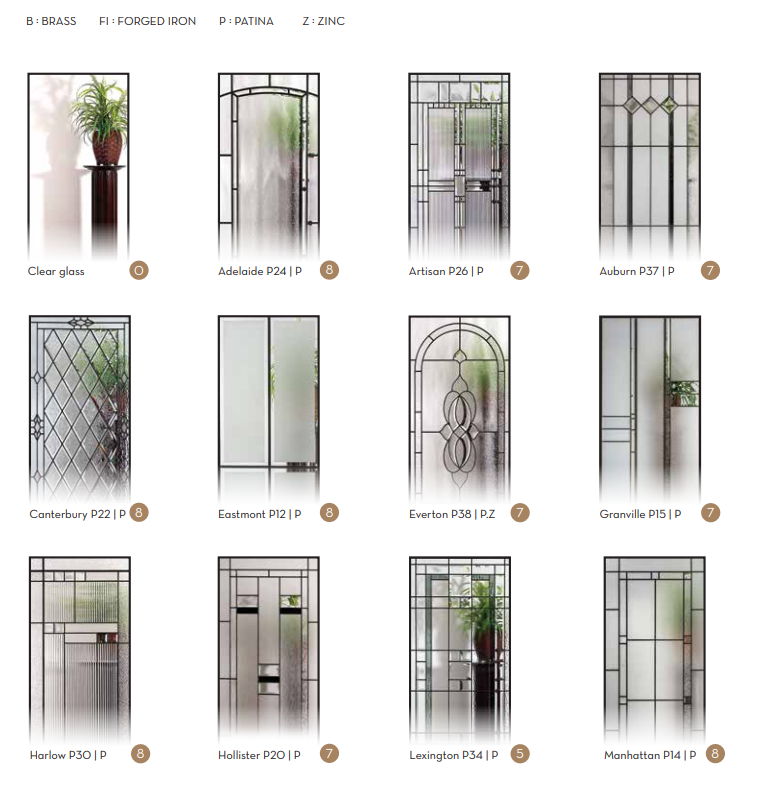 B : BRASS FI : FORGED IRON P : PATINA Z : ZINC
Clear glass 0 Adelaide P24 | P 8 Artisan P26 | P 7 Auburn P37 | P 7
Canterbury P22 | P 8 Eastmont P12 | P 8 Everton P38 | P.Z 7 Granville P15 | P 7
Harlow P30 | P 8 Hollister P20 | P 7 Lexington P34 | P 5 Manhattan P14 | P 8